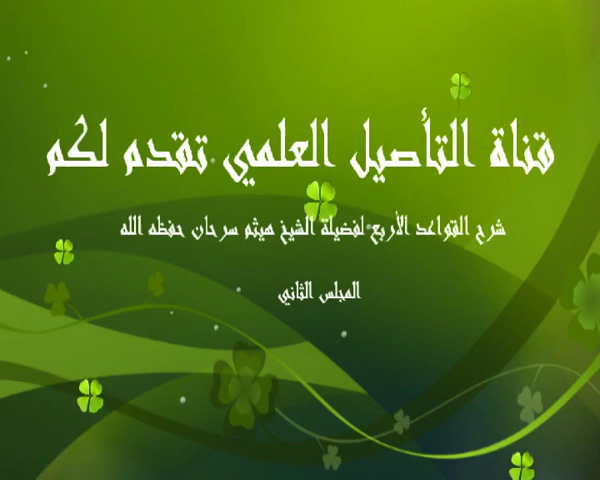 قناة التأصيل العلمي تقدم لكم
شرح القواعد الأربع لفضيلة الشيخ هيثم سرحان حفظه الله
المجلس الثاني